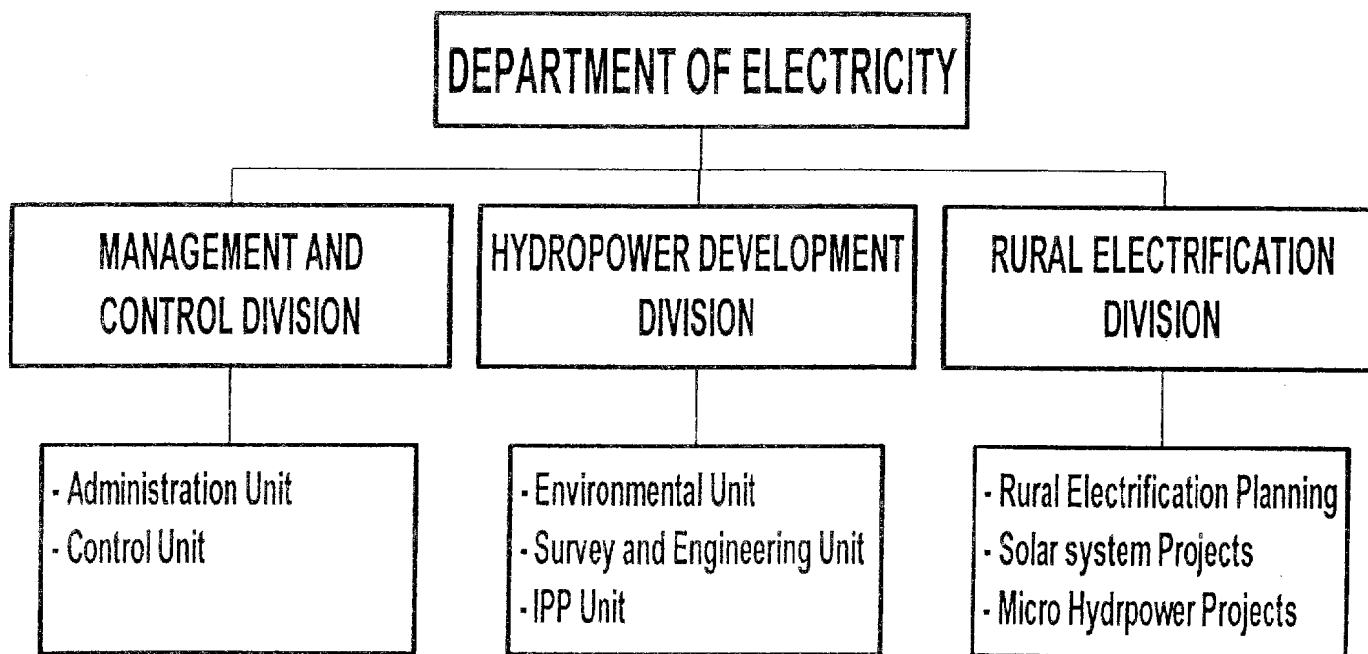 DEPARTMENT OF ELECTRICITY
MANAGEMENT AND
CONTROL DIVISION
HYDROPOWER DEVELOPMENT
DIVISION
RURAL ELECTRIFICATION
DIVISION
- Administration Unit
- Control Unit
- Environmental Unit
- Survey and Engineering Unit
- IPP Unit
- Rural Electrification Planning
- Solar system Projects
- Micro Hydrpower Projects